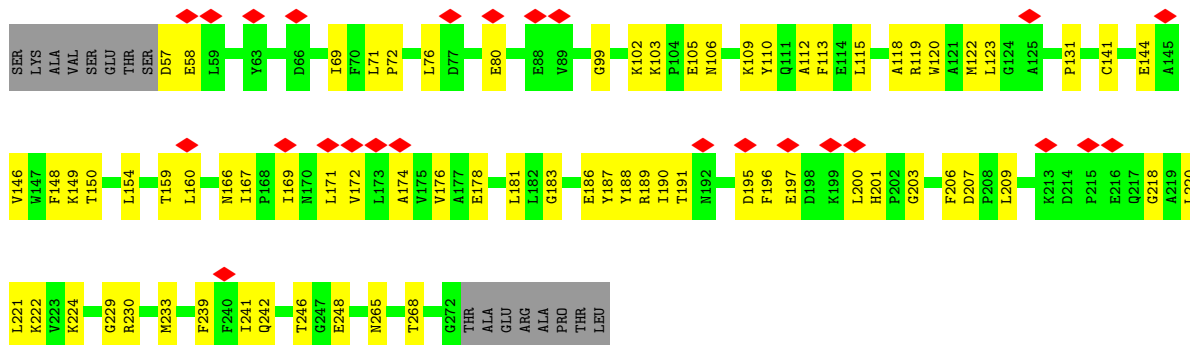 SER LYS ALA VAL SER GLU THR SER D57 E58 L59 Y63 D66 I69 F70 L71 P72 L76 D77 E80 E88 V89 G99 K102 K103 P104 E105 N106 K109 Y110 Q111 A112 F113 E114 L115 A118 R119 W120 A121 M122 L123 G124 A125 P131 C141 E144 A145
V146 W147 F148 K149 T150 L154 T159 L160 N166 I167 P168 I169 N170 L171 V172 L173 A174 V175 V176 A177 E178 L181 L182 G183 E186 Y187 Y188 R189 I190 T191 N192 D195 F196 E197 D198 K199 L200 H201 P202 G203 F206 D207 P208 L209 K213 D214 P215 E216 Q217 G218 A219
L221 K222 V223 K224 G229 R230 M233 F239 F240 I241 Q242 T246 G247 E248 N265 T268 G272 THR ALA GLU ARG ALA PRO THR LEU